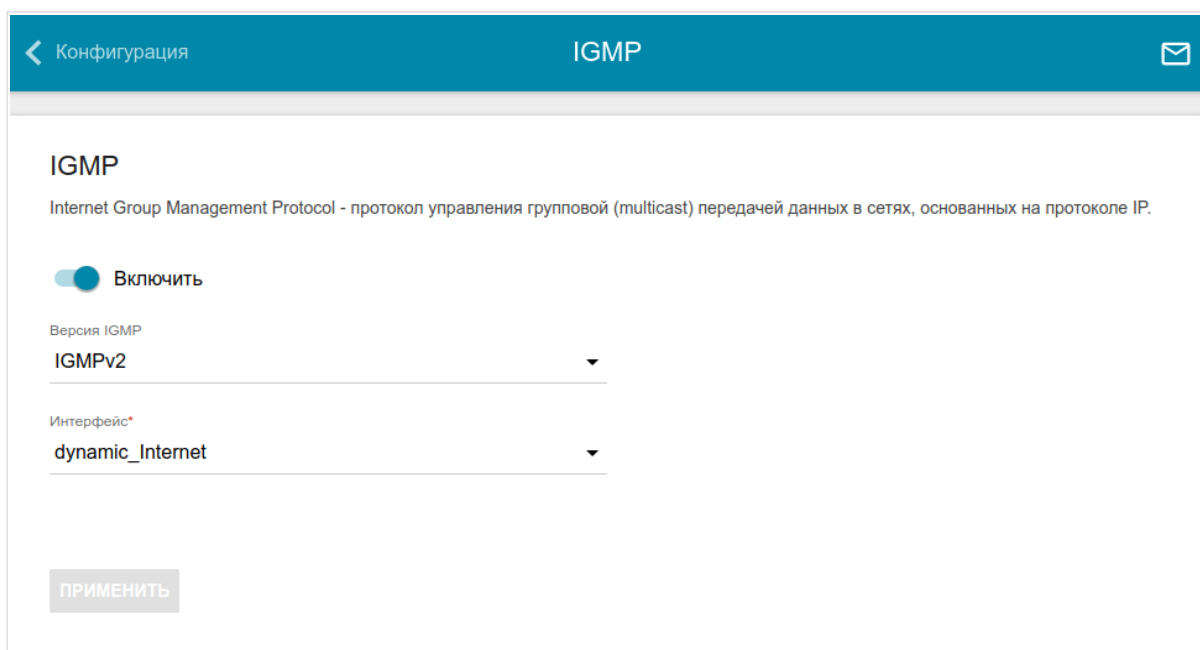 Конфигурация
IGMP
IGMP
Internet Group Management Protocol - протокол управления групповой (multicast) передачей данных в сетях, основанных на протоколе IP.
Включить
Версия IGMP
IGMPv2
Интерфейс*
dynamic_Internet
ПРИМЕНИТЬ